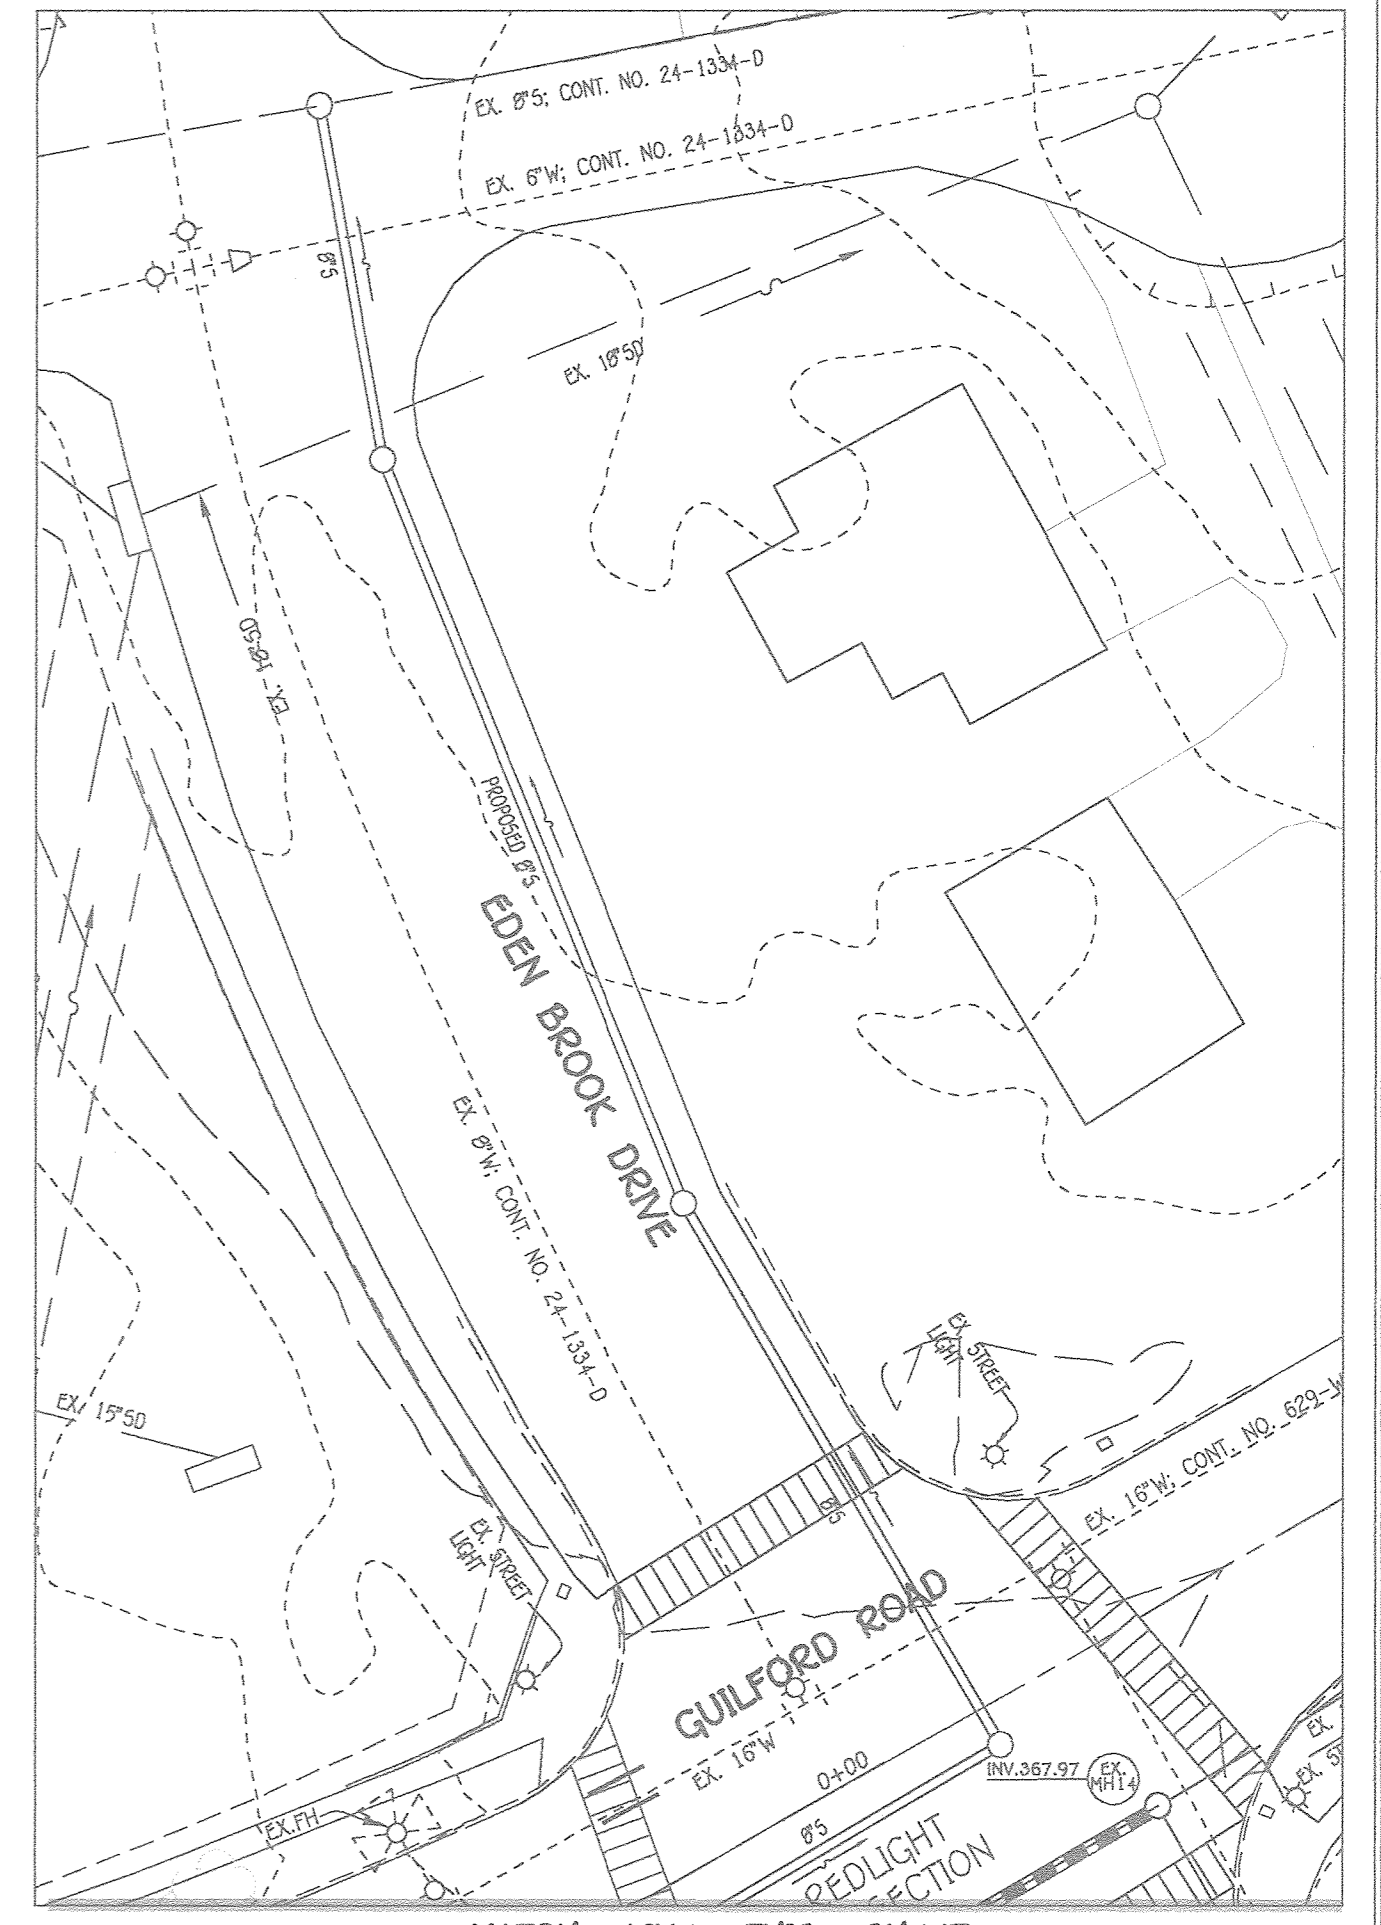 EX. 8"S; CONT. NO. 24-1334-D
EX. 6"W; CONT. NO. 24-1334-D
8"S
EX. 18"SD
EX. 18"SD
PROPOSED 8"S
EDEN BROOK DRIVE
EX. 8"W; CONT. NO. 24-1334-D
EX. STREET
LIGHT
EX. 15"SD
EX. 16"W; CONT. NO. 629-W
8"S
EX. STREET
LIGHT
GUILFORD ROAD
EX. 16"W
0+00
INV.367.97
EX.
MH14
EX.
EX. ST
EX.FH
8"S
REDLIGHT
SECTION